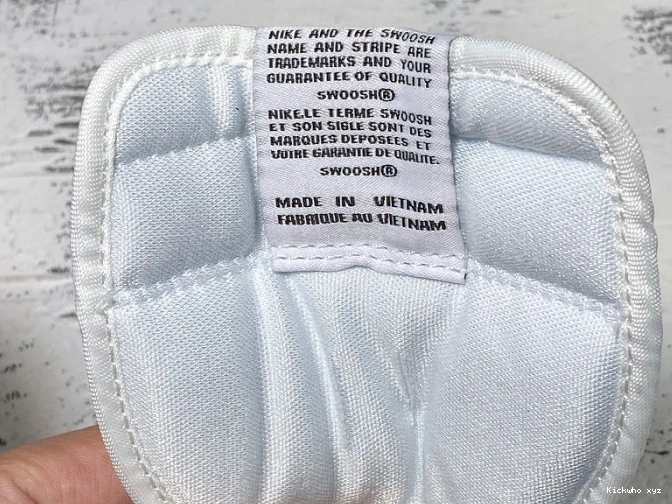 NIKE AND THE SWOOSH
NAME AND STRIPE ARE
TRADEMARKS AND YOUR
GUARANTEE OF QUALITY
SWOOSH®
NIKE.LE TERME SWOOSH
ET SON SIGLE SONT DES
MARQUES DEPOSEES ET
VOTRE GARANTIE DE QUALITE.
SWOOSH®
MADE IN VIETNAM
FABRIQUE AU VIETNAM
Kickwho xyz